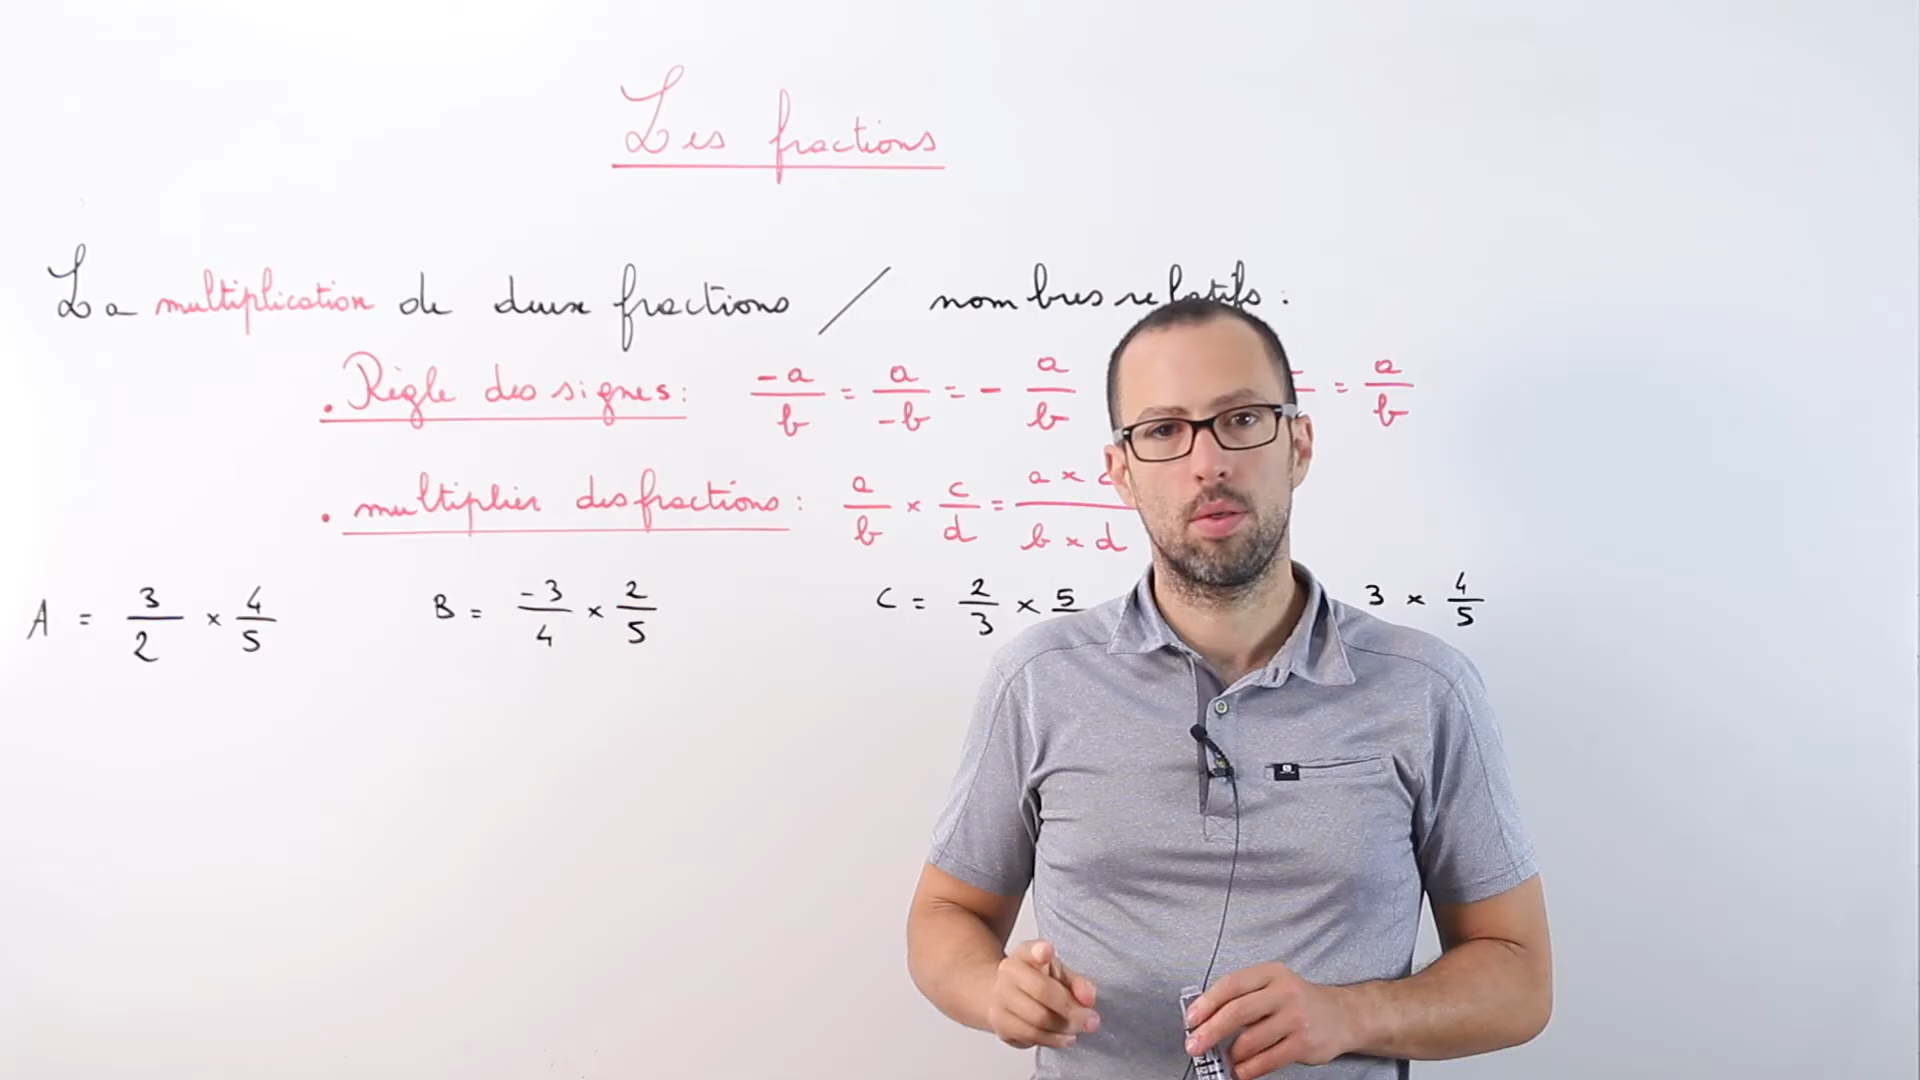 Les fractions
La multiplication de deux fractions / nombres relatifs :
. Règle des signes : -a/b = a/-b = - a/b = a/b
. multiplier des fractions : a/b × c/d = a × c / b × d
A = 3/2 × 4/5 B = -3/4 × 2/5 C = 2/3 × 5 3 × 4/5